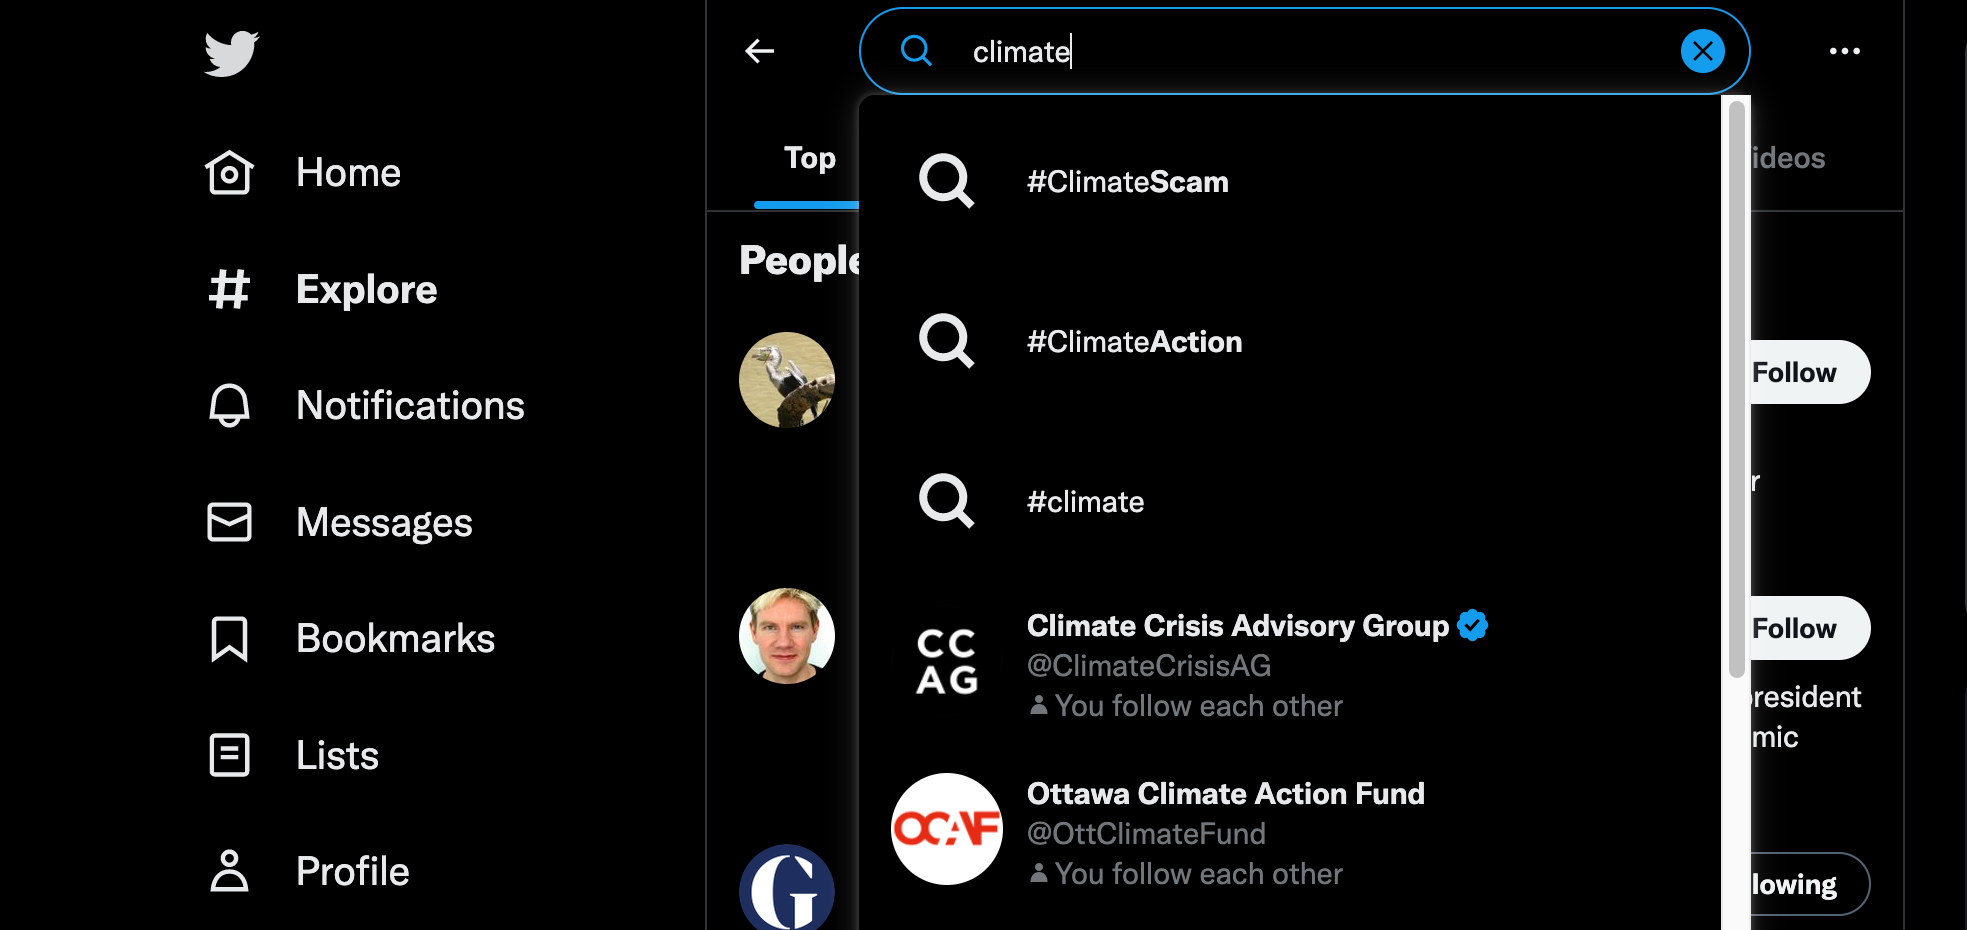 climate
Home
Explore
Notifications
Messages
Bookmarks
Lists
Profile
Top
People
#ClimateScam
#ClimateAction
#climate
Climate Crisis Advisory Group
@ClimateCrisisAG
You follow each other
CC
AG
Ottawa Climate Action Fund
@OttClimateFund
You follow each other
OCAF
G
ideos
Follow
r
Follow
resident
mic
lowing